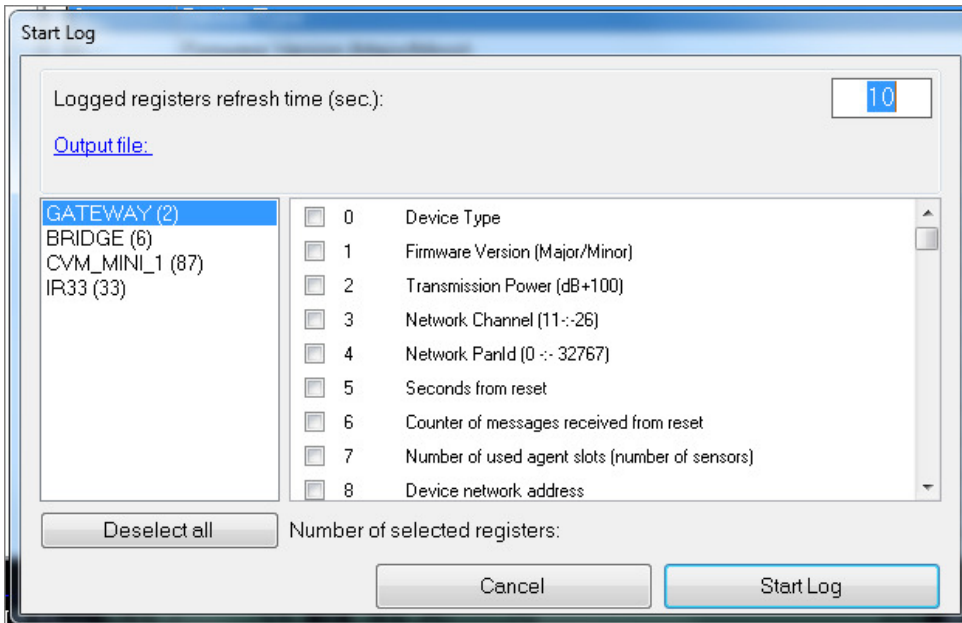 Start Log
Logged registers refresh time (sec.):
10
Output file:
GATEWAY (2)
BRIDGE (6)
CVM_MINI_1 (87)
IR33 (33)
0 Device Type
1 Firmware Version (Major/Minor)
2 Transmission Power (dB+100)
3 Network Channel (11-:-26)
4 Network PanId (0 -:- 32767)
5 Seconds from reset
6 Counter of messages received from reset
7 Number of used agent slots (number of sensors)
8 Device network address
Deselect all
Number of selected registers:
Cancel
Start Log